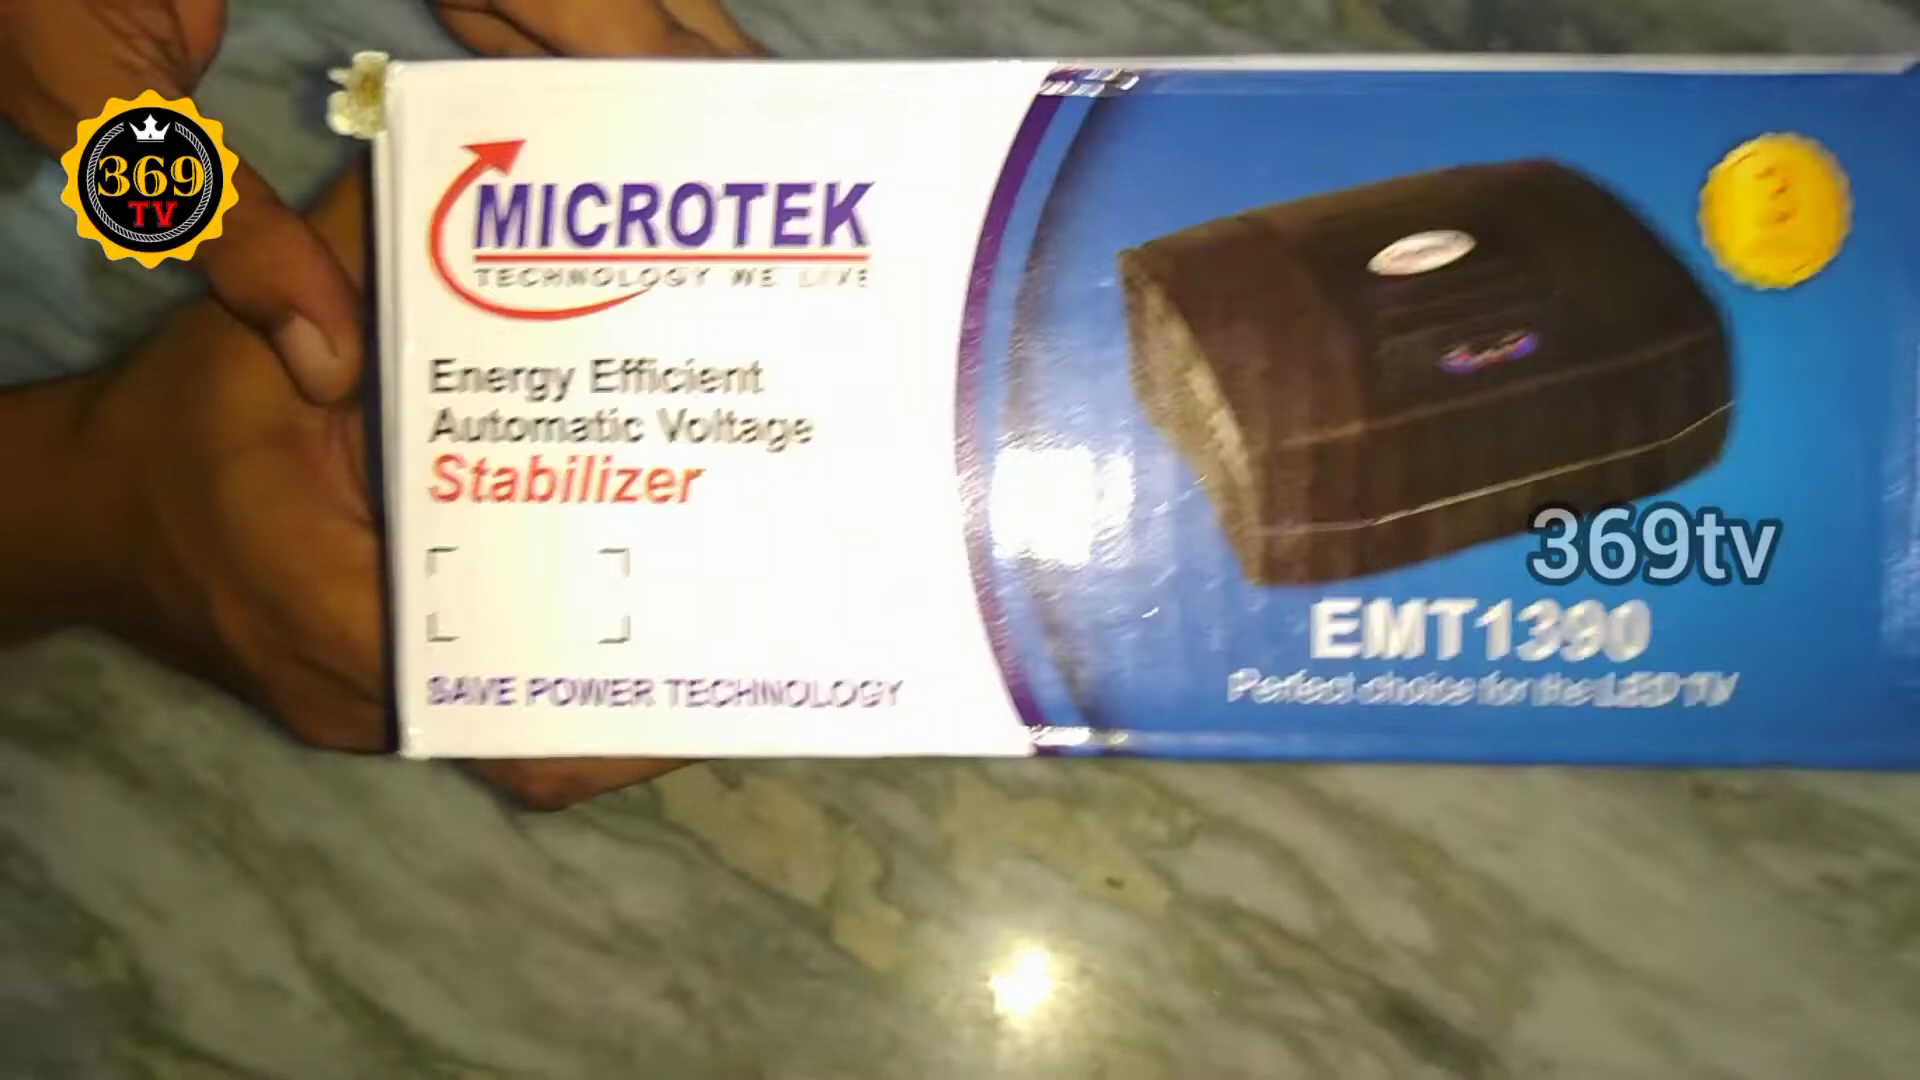 369
TV
MICROTEK
TECHNOLOGY WE LIVE
Energy Efficient
Automatic Voltage
Stabilizer
SAVE POWER TECHNOLOGY
369tv
EMT1390
Perfect choice for the LED TV